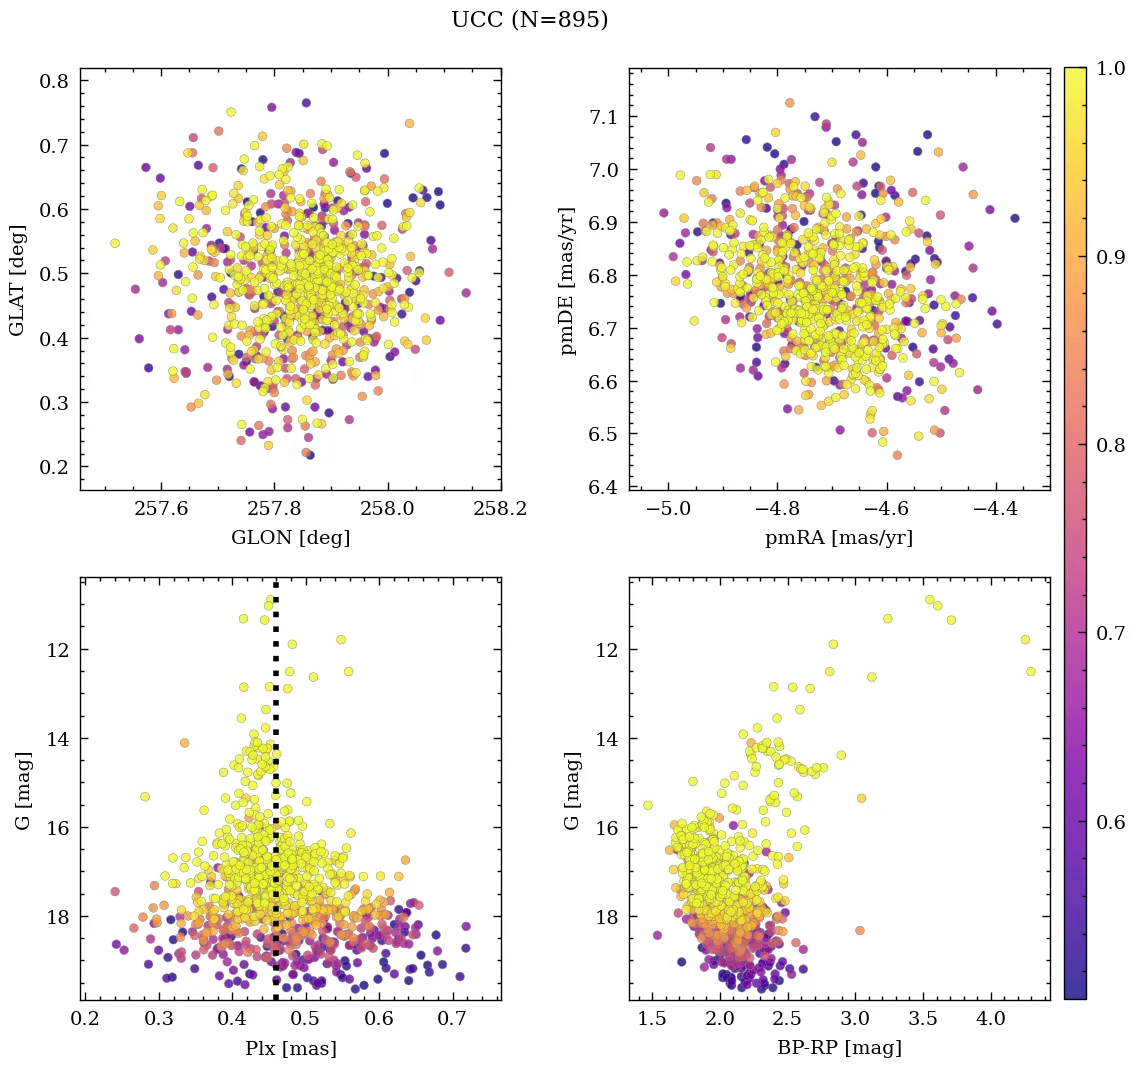 UCC (N=895)
0.8
0.7
0.6
0.5
0.4
0.3
0.2
GLAT [deg]
257.6 257.8 258.0 258.2
GLON [deg]
7.1
7.0
6.9
6.8
6.7
6.6
6.5
6.4
pmDE [mas/yr]
−5.0 −4.8 −4.6 −4.4
pmRA [mas/yr]
1.0
0.9
0.8
0.7
0.6
12
14
16
18
G [mag]
0.2 0.3 0.4 0.5 0.6 0.7
Plx [mas]
12
14
16
18
G [mag]
1.5 2.0 2.5 3.0 3.5 4.0
BP-RP [mag]